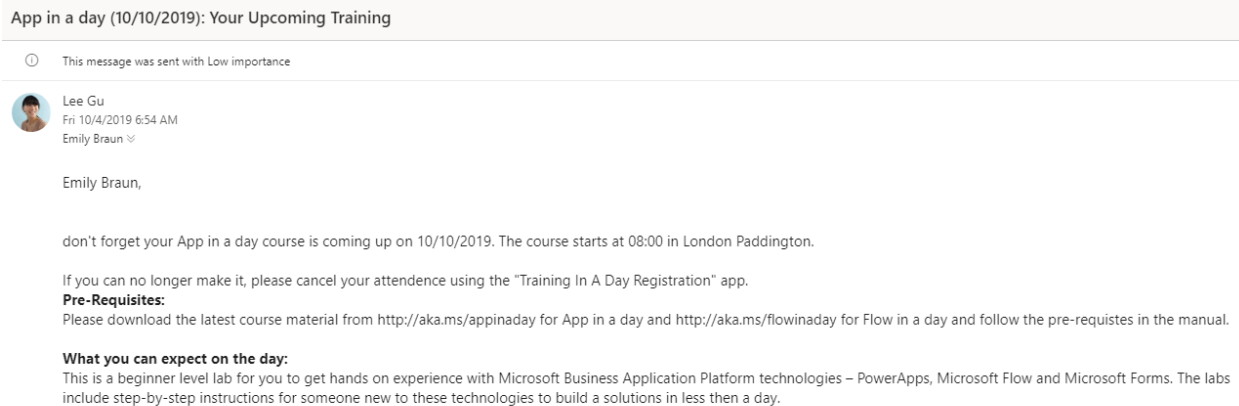 App in a day (10/10/2019): Your Upcoming Training
This message was sent with Low importance
Lee Gu
Fri 10/4/2019 6:54 AM
Emily Braun
Emily Braun,
don't forget your App in a day course is coming up on 10/10/2019. The course starts at 08:00 in London Paddington.
If you can no longer make it, please cancel your attendence using the "Training In A Day Registration" app.
Pre-Requisites:
Please download the latest course material from http://aka.ms/appinaday for App in a day and http://aka.ms/flowinaday for Flow in a day and follow the pre-requistes in the manual.
What you can expect on the day:
This is a beginner level lab for you to get hands on experience with Microsoft Business Application Platform technologies – PowerApps, Microsoft Flow and Microsoft Forms. The labs
include step-by-step instructions for someone new to these technologies to build a solutions in less then a day.